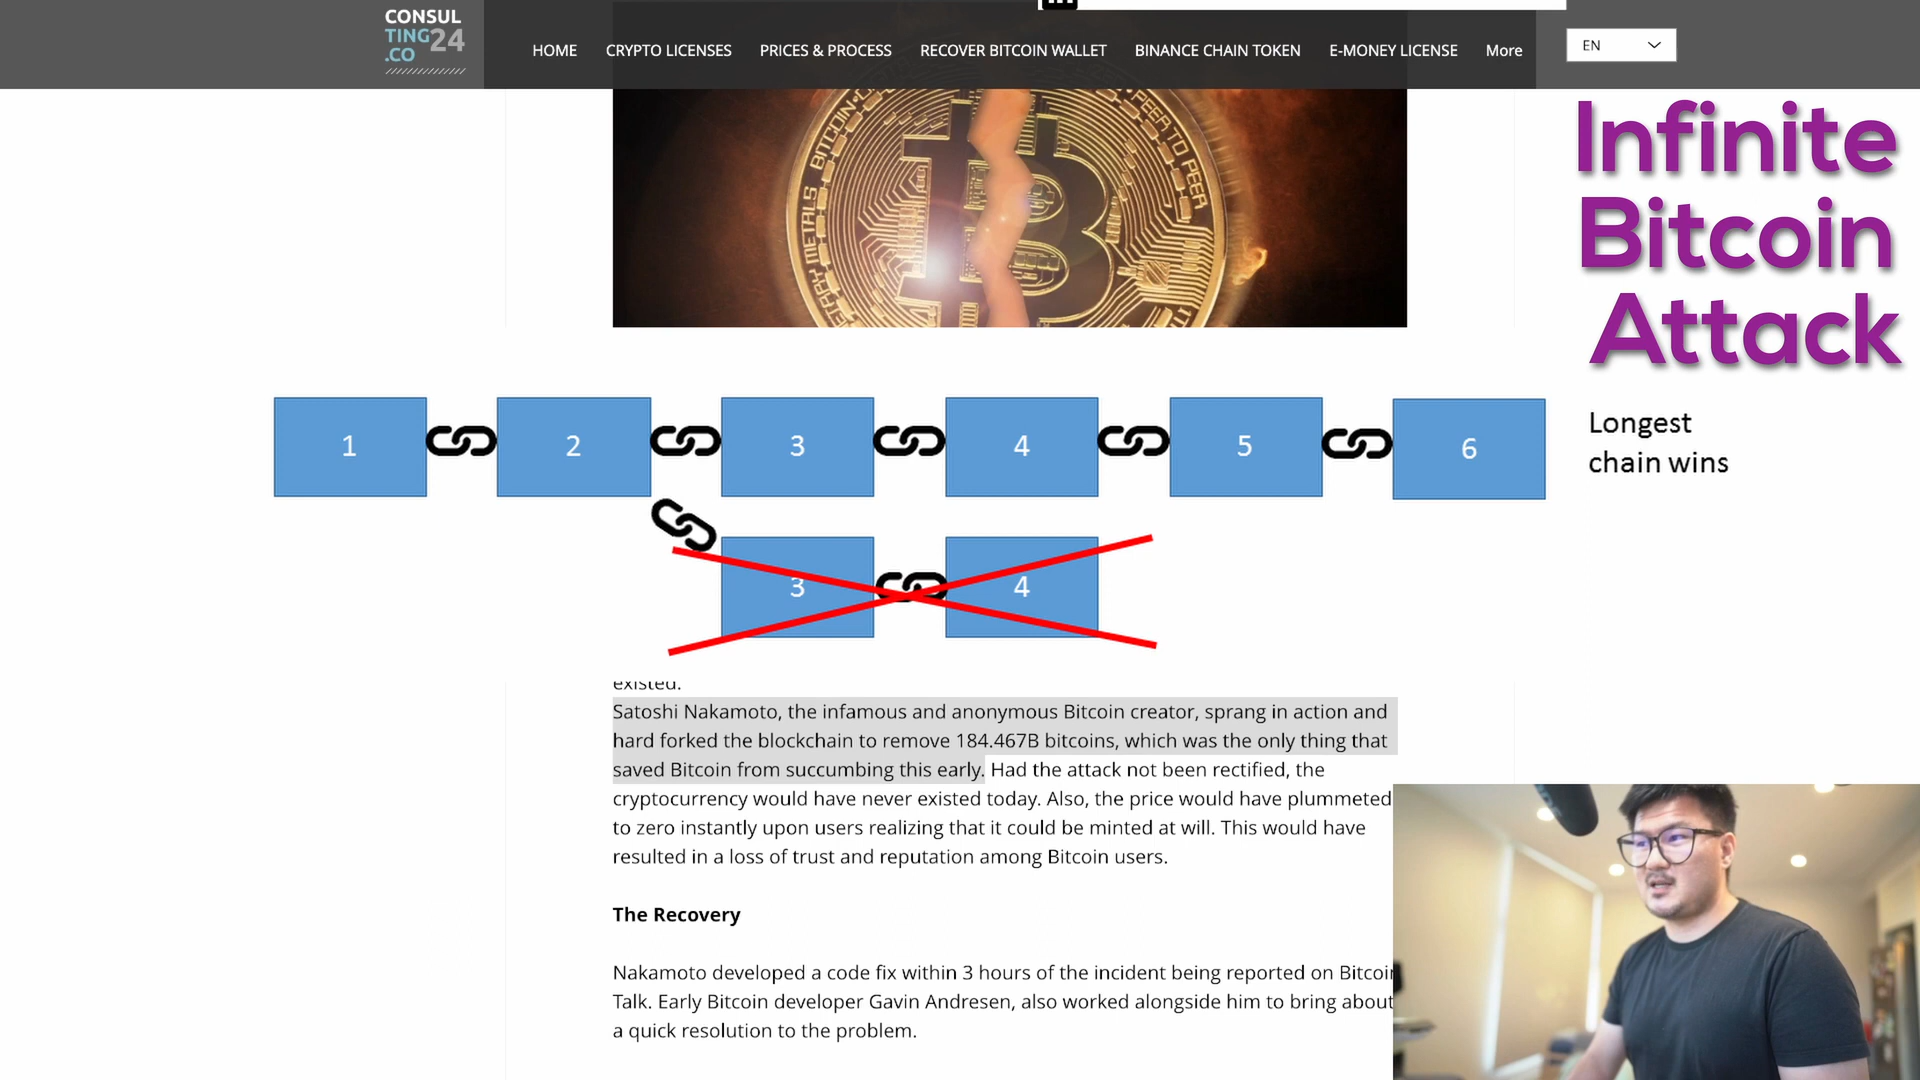 CONSUL
TING24
.CO
HOME CRYPTO LICENSES PRICES & PROCESS RECOVER BITCOIN WALLET BINANCE CHAIN TOKEN E-MONEY LICENSE More
EN
BITCOIN
PEER TO PEER
Infinite
Bitcoin
Attack
1 2 3 4 5 6
Longest
chain wins
3 4
existed.
Satoshi Nakamoto, the infamous and anonymous Bitcoin creator, sprang in action and
hard forked the blockchain to remove 184.467B bitcoins, which was the only thing that
saved Bitcoin from succumbing this early. Had the attack not been rectified, the
cryptocurrency would have never existed today. Also, the price would have plummeted
to zero instantly upon users realizing that it could be minted at will. This would have
resulted in a loss of trust and reputation among Bitcoin users.
The Recovery
Nakamoto developed a code fix within 3 hours of the incident being reported on Bitcoin
Talk. Early Bitcoin developer Gavin Andresen, also worked alongside him to bring about
a quick resolution to the problem.